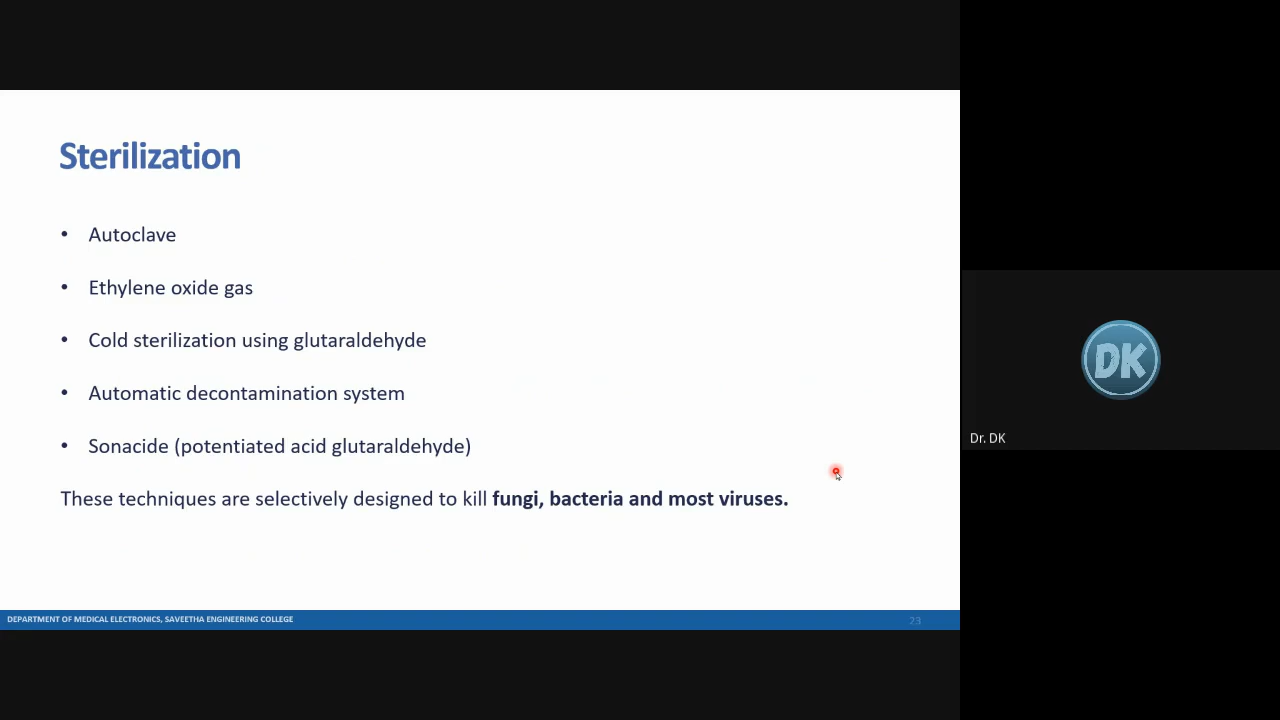 Sterilization
• Autoclave
• Ethylene oxide gas
• Cold sterilization using glutaraldehyde
• Automatic decontamination system
• Sonacide (potentiated acid glutaraldehyde)
These techniques are selectively designed to kill fungi, bacteria and most viruses.
DEPARTMENT OF MEDICAL ELECTRONICS, SAVEETHA ENGINEERING COLLEGE
23
DK
Dr. DK